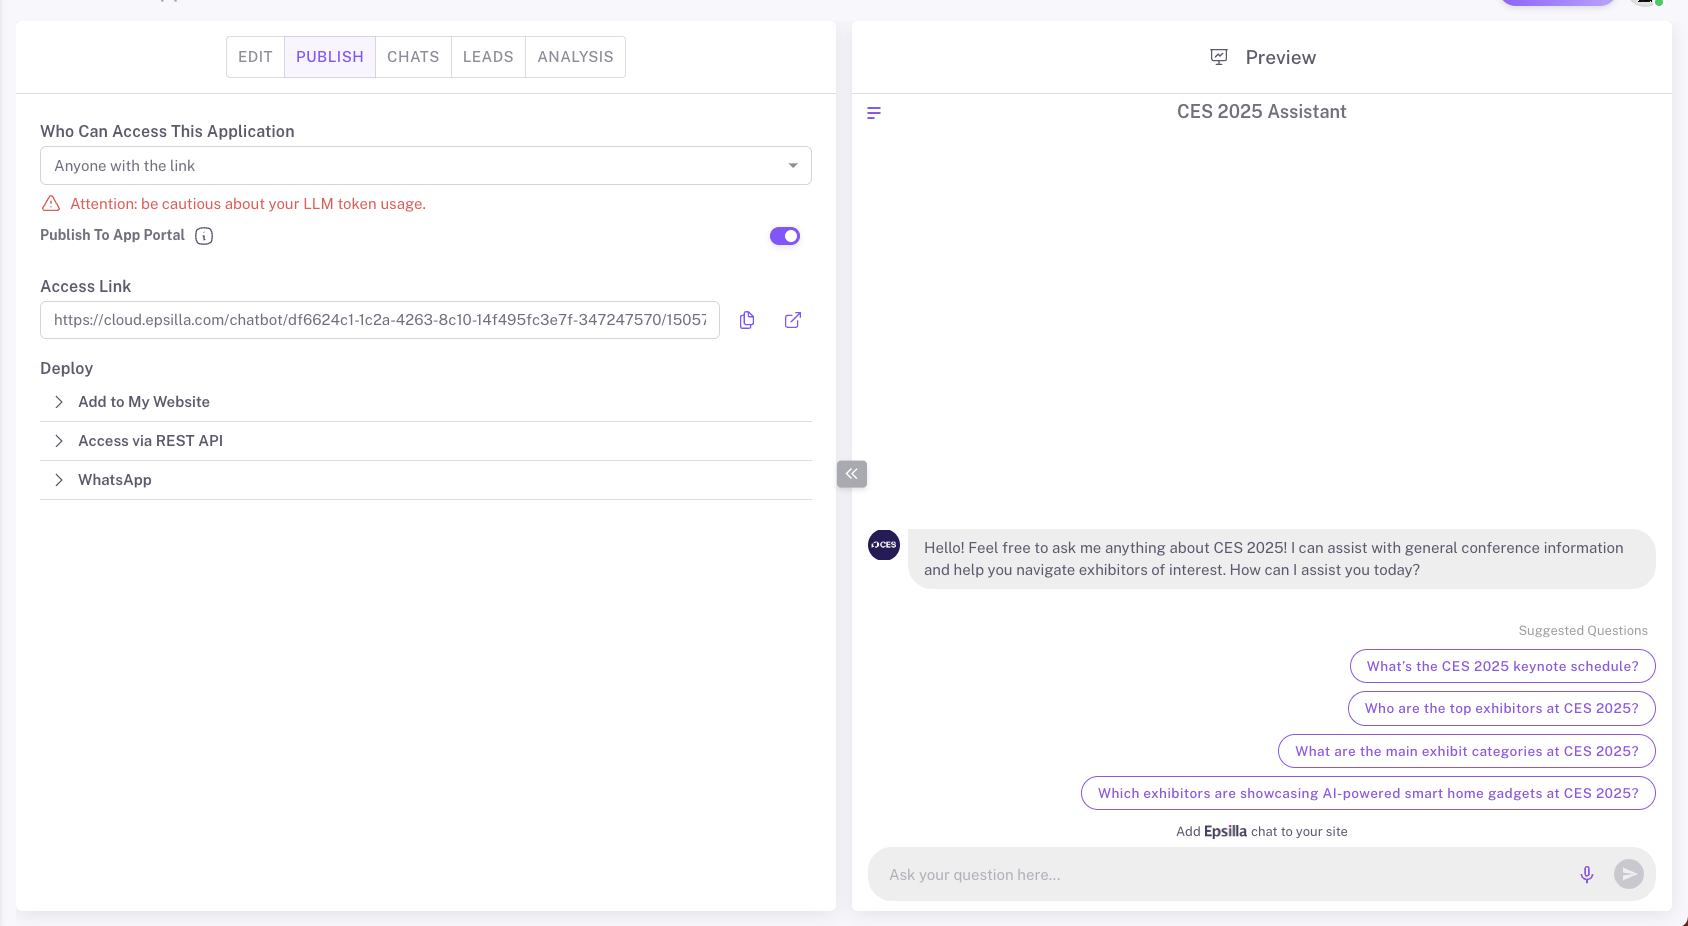 EDIT
PUBLISH
CHATS
LEADS
ANALYSIS
Who Can Access This Application
Anyone with the link
Attention: be cautious about your LLM token usage.
Publish To App Portal
Access Link
https://cloud.epsilla.com/chatbot/df6624c1-1c2a-4263-8c10-14f495fc3e7f-347247570/15057
Deploy
Add to My Website
Access via REST API
WhatsApp
Preview
CES 2025 Assistant
CES
Hello! Feel free to ask me anything about CES 2025! I can assist with general conference information
and help you navigate exhibitors of interest. How can I assist you today?
Suggested Questions
What's the CES 2025 keynote schedule?
Who are the top exhibitors at CES 2025?
What are the main exhibit categories at CES 2025?
Which exhibitors are showcasing AI-powered smart home gadgets at CES 2025?
Add Epsilla chat to your site
Ask your question here...